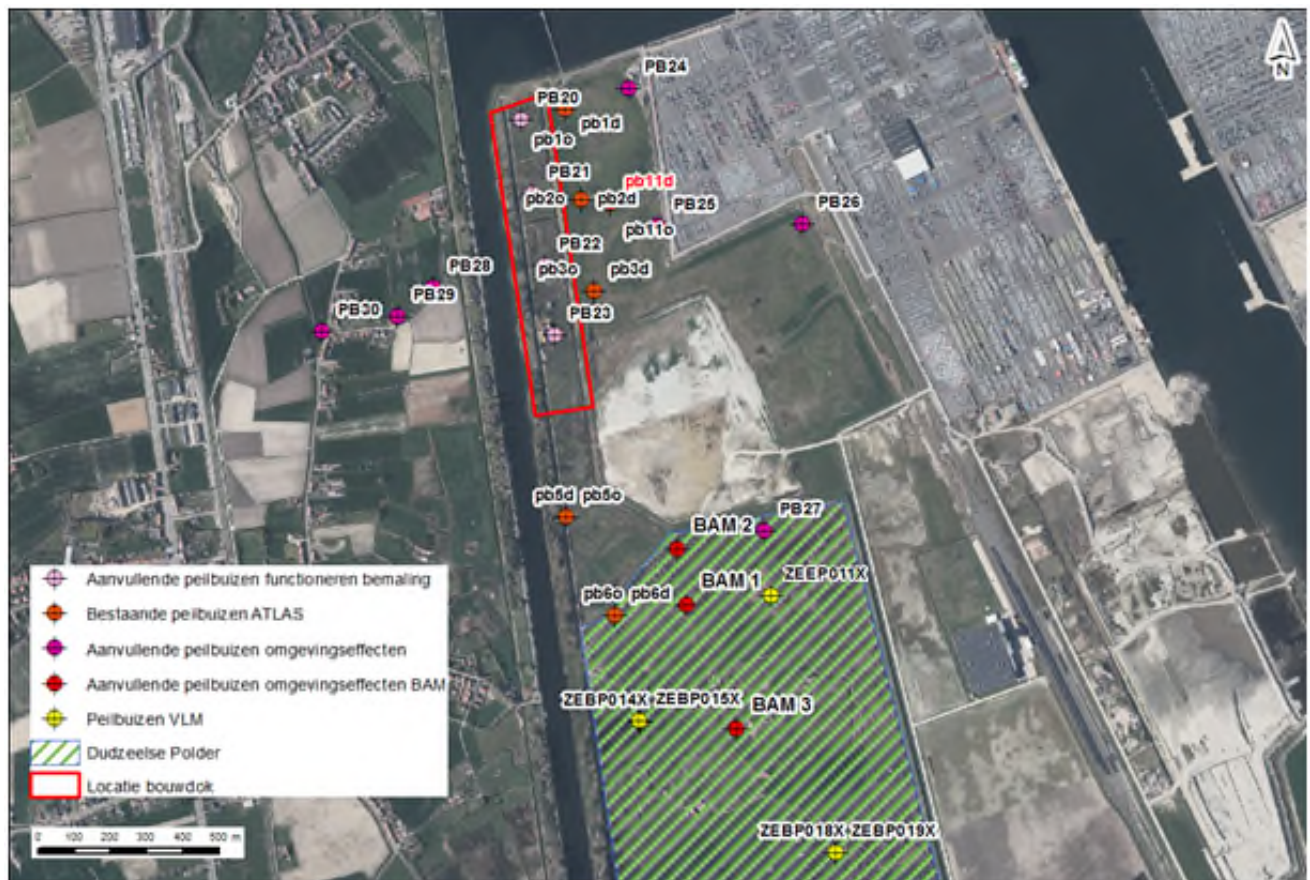 N
PB24
PB20
pb1d
pb1o
PB21
pb11d
pb2o
pb2d
PB25
PB26
pb11o
PB22
PB28
pb3o
pb3d
PB29
PB30
PB23
pb5d pb5o
PB27
BAM 2
ZEEP011X
BAM 1
pb6o pb6d
ZEBP014X ZEBP015X
BAM 3
ZEBP018X ZEBP019X
Aanvullende peilbuizen functioneren bemaling
Bestaande peilbuizen ATLAS
Aanvullende peilbuizen omgevingseffecten
Aanvullende peilbuizen omgevingseffecten BAM
Peilbuizen VLM
Dudzeelse Polder
Locatie bouwdok
0 100 200 300 400 500 m